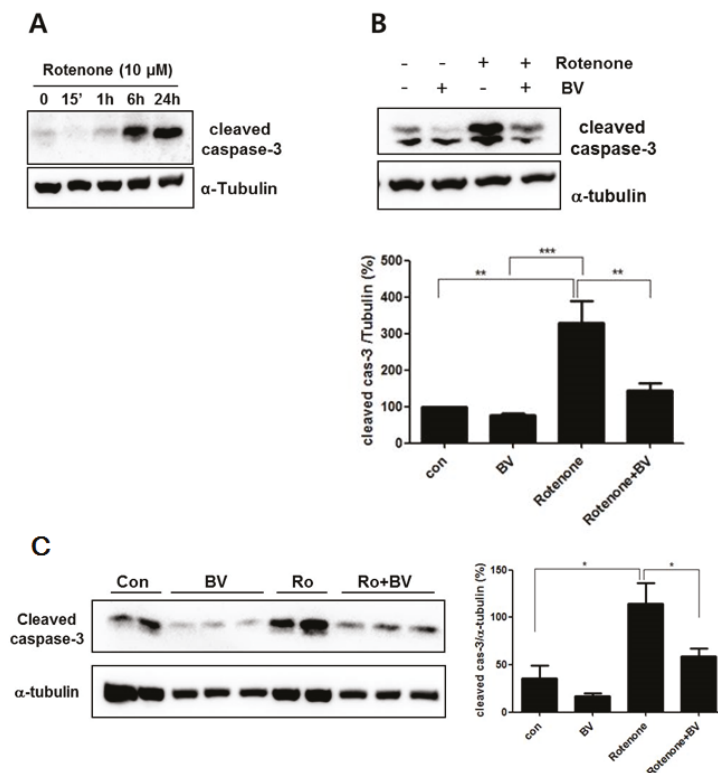 A
Rotenone (10 μM)
0 15' 1h 6h 24h
cleaved
caspase-3
α-Tubulin
B
- - + + Rotenone
- + - + BV
cleaved
caspase-3
α-tubulin
cleaved cas-3 /Tubulin (%)
500
400
300
200
100
0
** *** **
con BV Rotenone Rotenone+BV
C
Con BV Ro Ro+BV
Cleaved
caspase-3
α-tubulin
cleaved cas-3/α-tubulin (%)
150
100
50
0
* *
con BV Rotenone Rotenone+BV